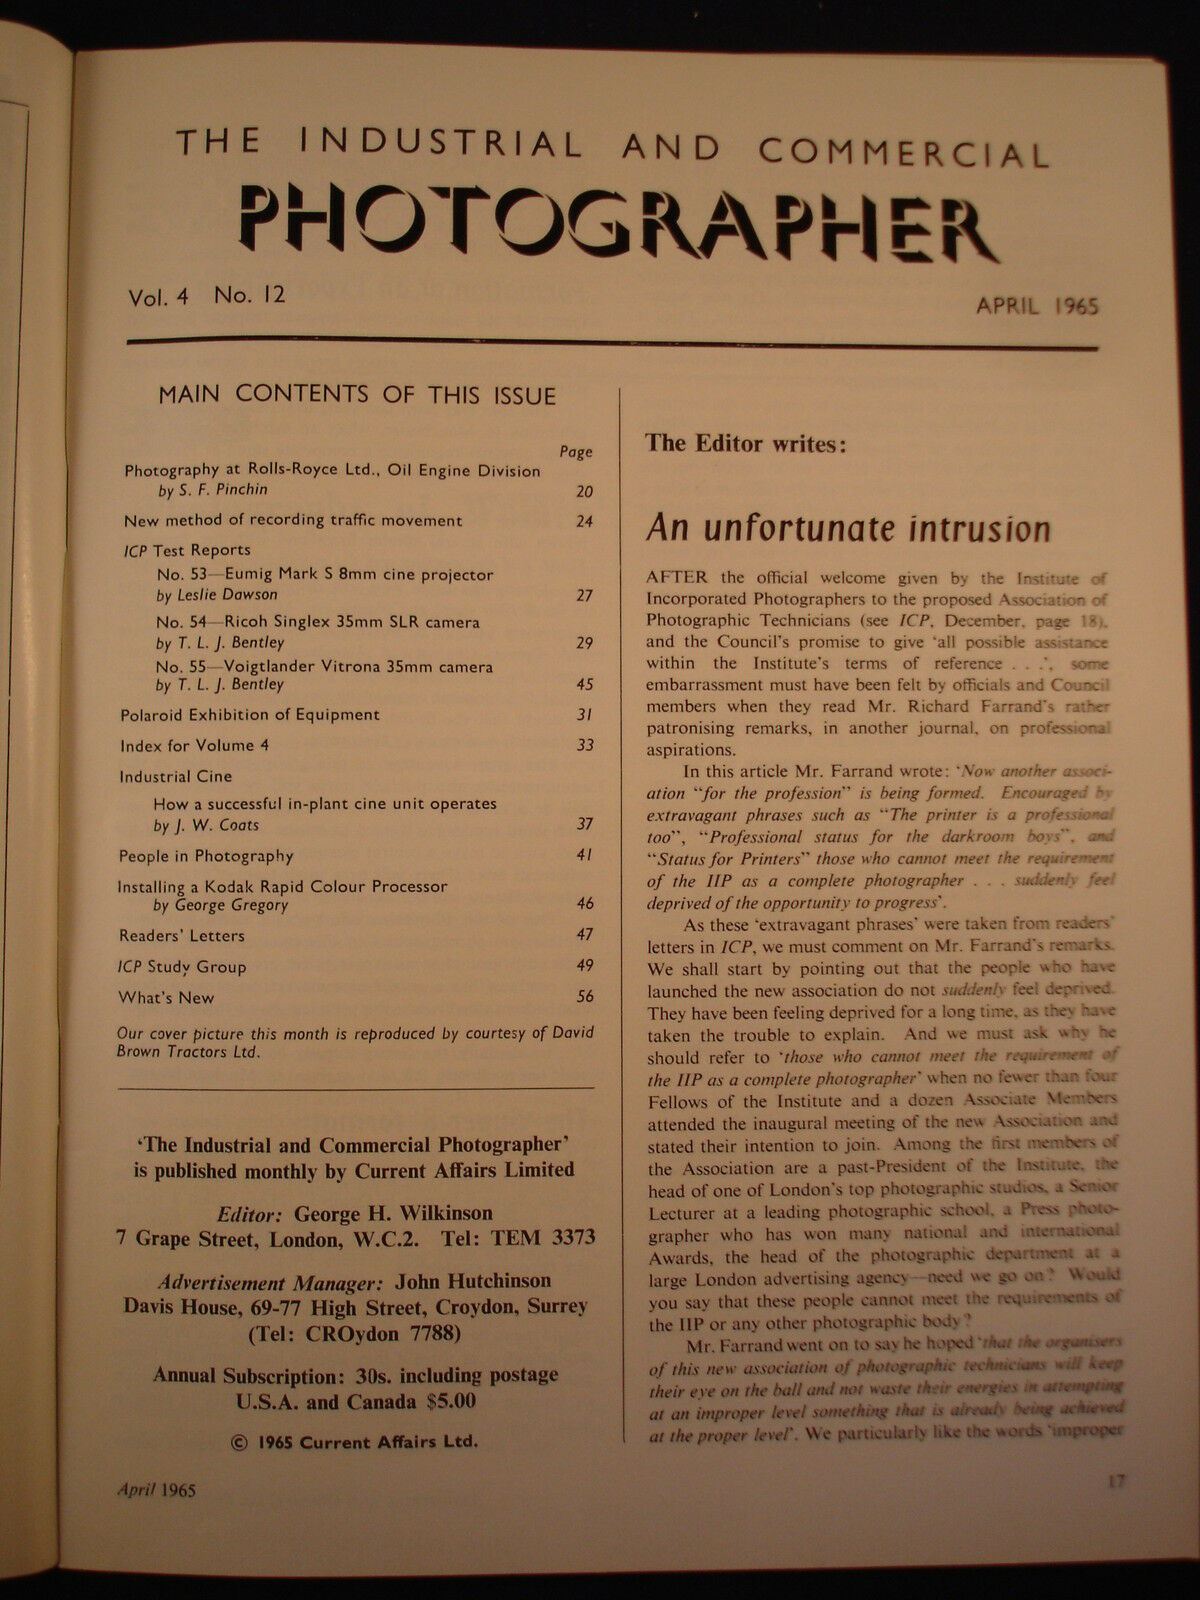 THE INDUSTRIAL AND COMMERCIAL
PHOTOGRAPHER
Vol. 4 No. 12
APRIL 1965
MAIN CONTENTS OF THIS ISSUE
Page
Photography at Rolls-Royce Ltd., Oil Engine Division
by S. F. Pinchin 20
New method of recording traffic movement 24
ICP Test Reports
No. 53—Eumig Mark S 8mm cine projector
by Leslie Dawson 27
No. 54—Ricoh Singlex 35mm SLR camera
by T. L. J. Bentley 29
No. 55—Voigtlander Vitrona 35mm camera
by T. L. J. Bentley 45
Polaroid Exhibition of Equipment 31
Index for Volume 4 33
Industrial Cine
How a successful in-plant cine unit operates
by J. W. Coats 37
People in Photography 41
Installing a Kodak Rapid Colour Processor
by George Gregory 46
Readers' Letters 47
ICP Study Group 49
What's New 56
Our cover picture this month is reproduced by courtesy of David
Brown Tractors Ltd.
'The Industrial and Commercial Photographer'
is published monthly by Current Affairs Limited
Editor: George H. Wilkinson
7 Grape Street, London, W.C.2. Tel: TEM 3373
Advertisement Manager: John Hutchinson
Davis House, 69-77 High Street, Croydon, Surrey
(Tel: CROydon 7788)
Annual Subscription: 30s. including postage
U.S.A. and Canada $5.00
© 1965 Current Affairs Ltd.
The Editor writes:
An unfortunate intrusion
AFTER the official welcome given by the Institute of
Incorporated Photographers to the proposed Association of
Photographic Technicians (see ICP, December, page 18),
and the Council's promise to give 'all possible assistance
within the Institute's terms of reference . . .', some
embarrassment must have been felt by officials and Council
members when they read Mr. Richard Farrand's rather
patronising remarks, in another journal, on professional
aspirations.
In this article Mr. Farrand wrote: 'Now another associ-
ation "for the profession" is being formed. Encouraged by
extravagant phrases such as "The printer is a professional
too", "Professional status for the darkroom boys", and
"Status for Printers" those who cannot meet the requirement
of the IIP as a complete photographer . . . suddenly feel
deprived of the opportunity to progress'.
As these 'extravagant phrases' were taken from readers'
letters in ICP, we must comment on Mr. Farrand's remarks.
We shall start by pointing out that the people who have
launched the new association do not suddenly feel deprived.
They have been feeling deprived for a long time, as they have
taken the trouble to explain. And we must ask why he
should refer to 'those who cannot meet the requirement of
the IIP as a complete photographer' when no fewer than four
Fellows of the Institute and a dozen Associate Members
attended the inaugural meeting of the new Association and
stated their intention to join. Among the first members of
the Association are a past-President of the Institute, the
head of one of London's top photographic studios, a Senior
Lecturer at a leading photographic school, a Press photo-
grapher who has won many national and international
Awards, the head of the photographic department at a
large London advertising agency—need we go on? Would
you say that these people cannot meet the requirements of
the IIP or any other photographic body?
Mr. Farrand went on to say he hoped 'that the organisers
of this new association of photographic technicians will keep
their eye on the ball and not waste their energies in attempting
at an improper level something that is already being achieved
at the proper level'. We particularly like the words 'improper
April 1965
17